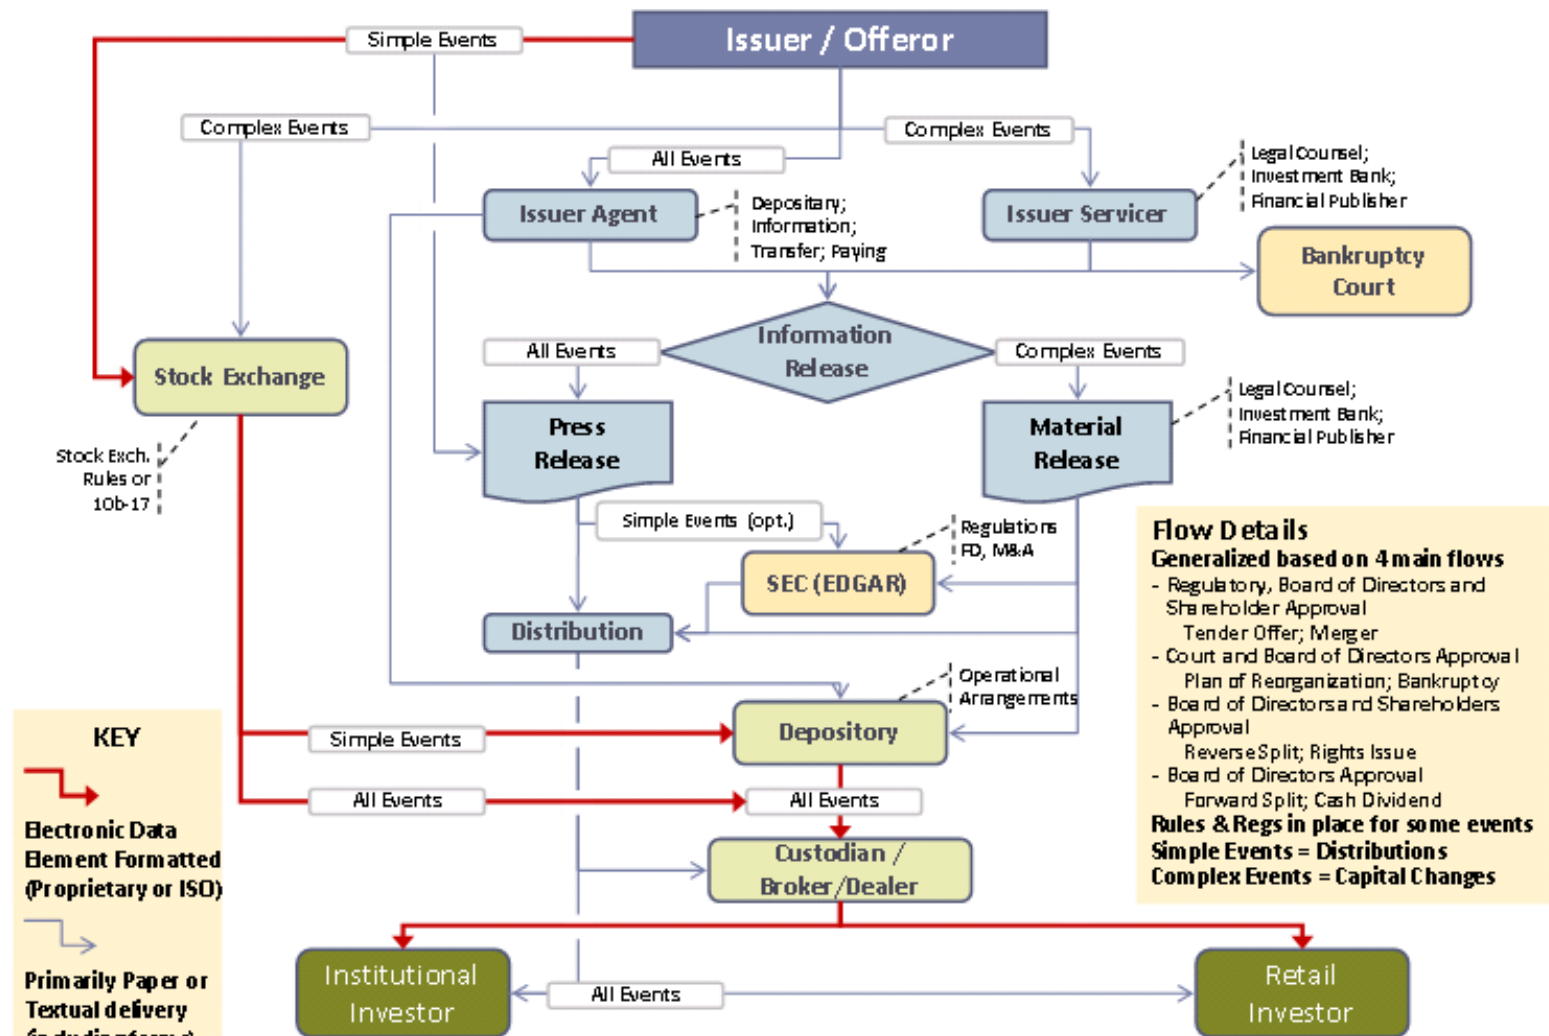 Issuer / Offeror
Simple Events
Complex Events
Complex Events
All Events
Legal Counsel;
Investment Bank;
Financial Publisher
Issuer Agent
Depositary;
Information;
Transfer; Paying
Issuer Servicer
Bankruptcy
Court
Information
Release
All Events
Complex Events
Stock Exchange
Stock Exch.
Rules or
10b-17
Press
Release
Material
Release
Legal Counsel;
Investment Bank;
Financial Publisher
Simple Events (opt.)
Regulations
FD, M&A
SEC (EDGAR)
Distribution
Operational
Arrangements
Depository
Simple Events
All Events
All Events
Custodian /
Broker/Dealer
Institutional
Investor
All Events
Retail
Investor
Flow Details
Generalized based on 4 main flows
- Regulatory, Board of Directors and
Shareholder Approval
Tender Offer; Merger
- Court and Board of Directors Approval
Plan of Reorganization; Bankruptcy
- Board of Directors and Shareholders
Approval
Reverse Split; Rights Issue
- Board of Directors Approval
Forward Split; Cash Dividend
Rules & Regs in place for some events
Simple Events = Distributions
Complex Events = Capital Changes
KEY
Electronic Data
Element Formatted
(Proprietary or ISO)
Primarily Paper or
Textual delivery